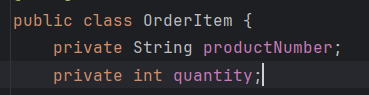 public class OrderItem {
    private String productNumber;
    private int quantity;